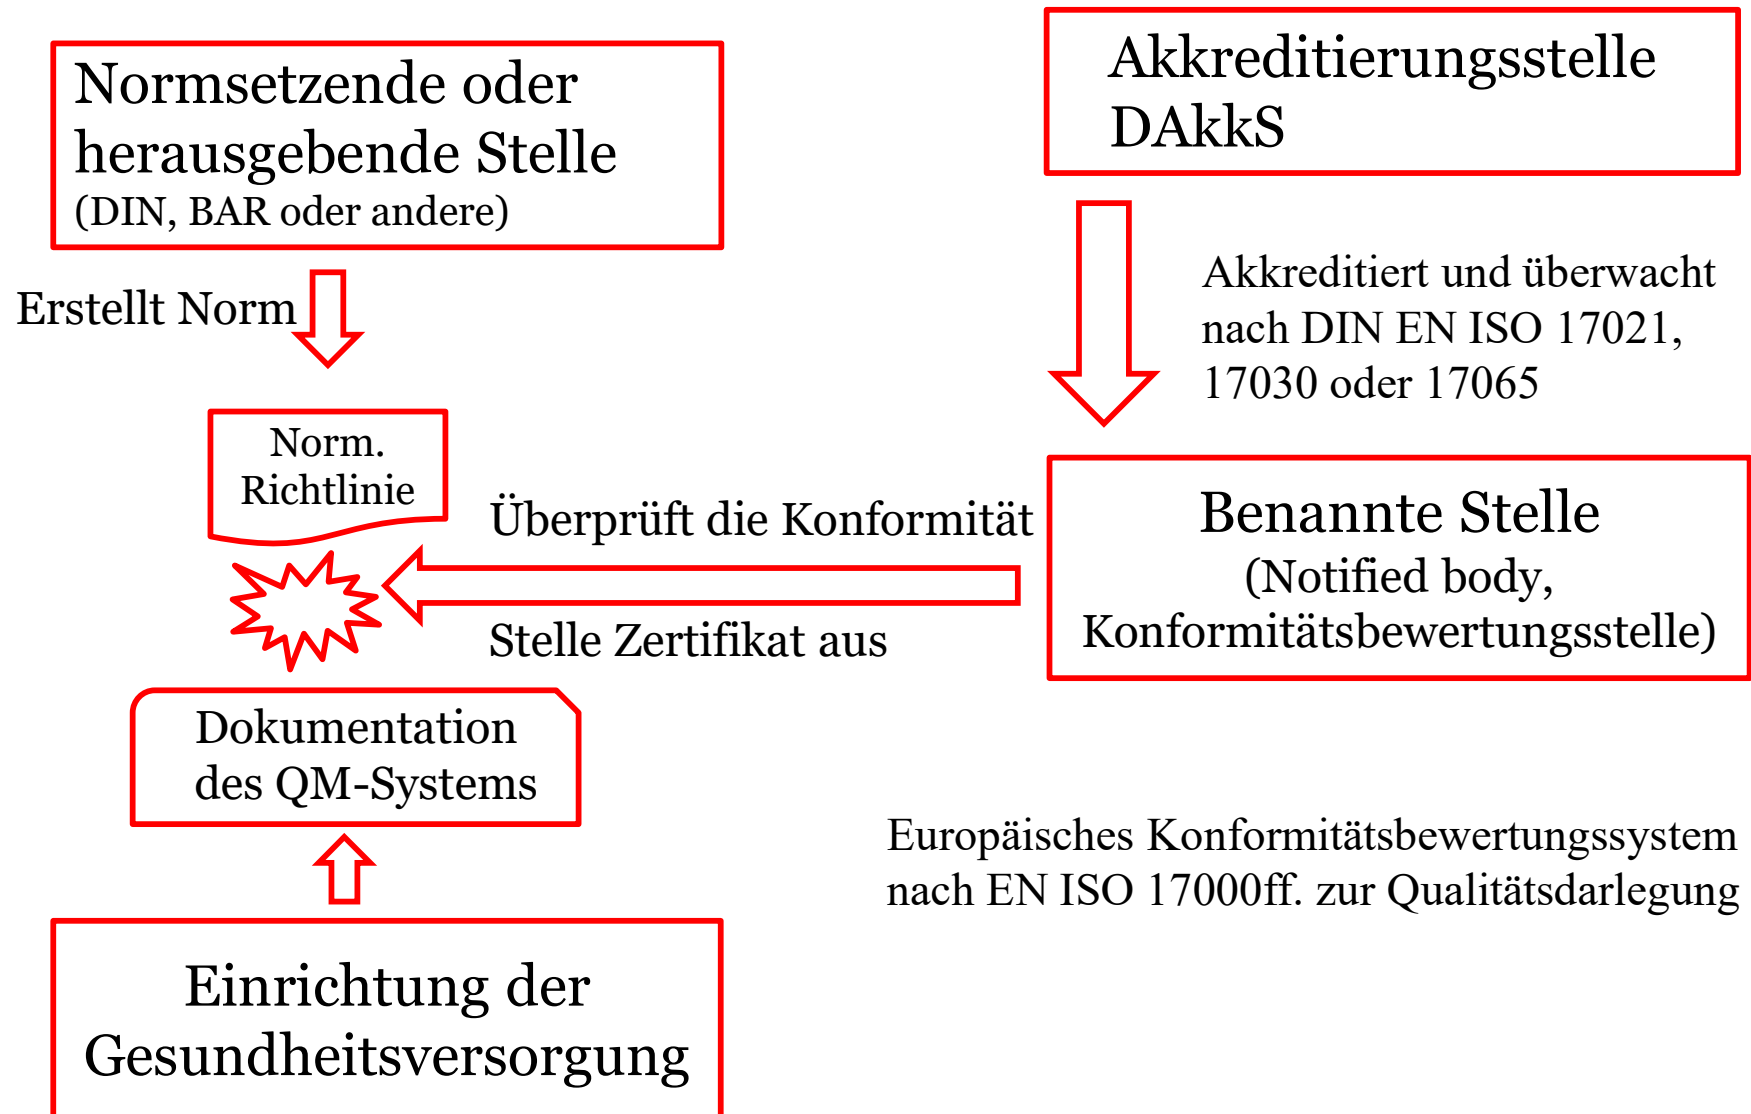 Normsetzende oder
herausgebende Stelle
(DIN, BAR oder andere)
Akkreditierungsstelle
DAkkS
Erstellt Norm
Akkreditiert und überwacht
nach DIN EN ISO 17021,
17030 oder 17065
Norm.
Richtlinie
Überprüft die Konformität
Stelle Zertifikat aus
Benannte Stelle
(Notified body,
Konformitätsbewertungsstelle)
Dokumentation
des QM-Systems
Europäisches Konformitätsbewertungssystem
nach EN ISO 17000ff. zur Qualitätsdarlegung
Einrichtung der
Gesundheitsversorgung